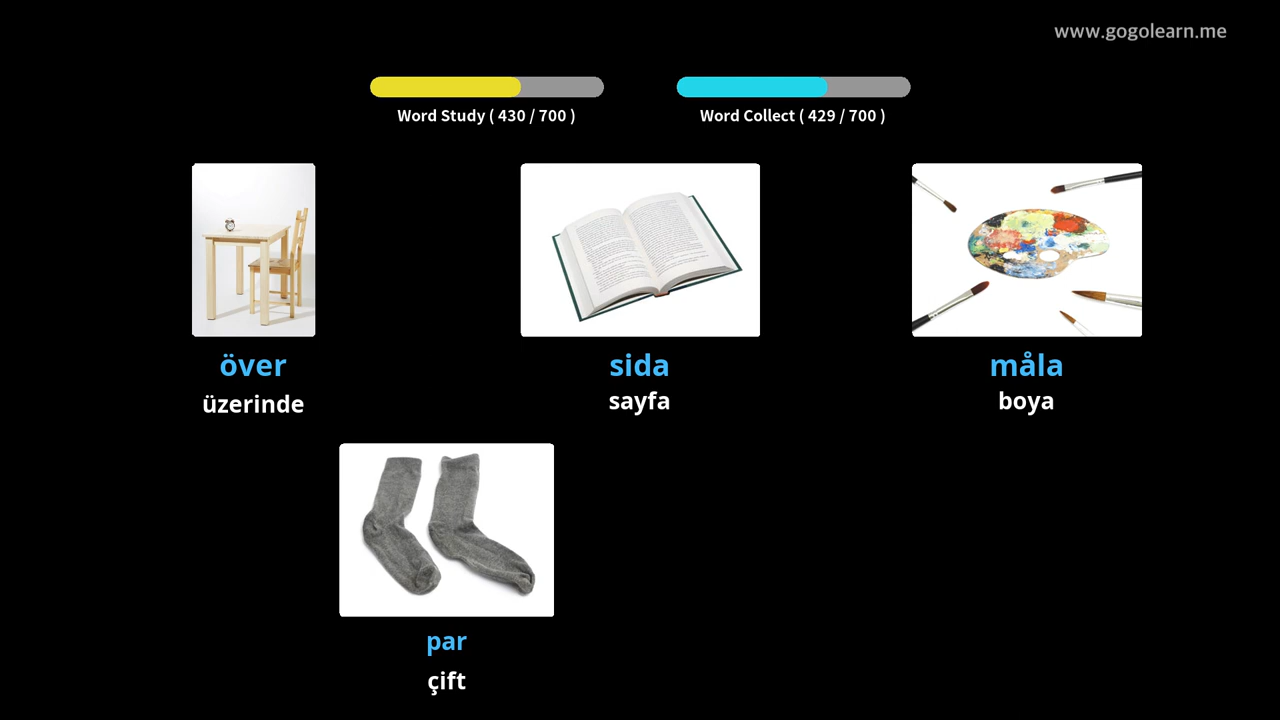 www.gogolearn.me
Word Study ( 430 / 700 )
Word Collect ( 429 / 700 )
över
üzerinde
sida
sayfa
måla
boya
par
çift